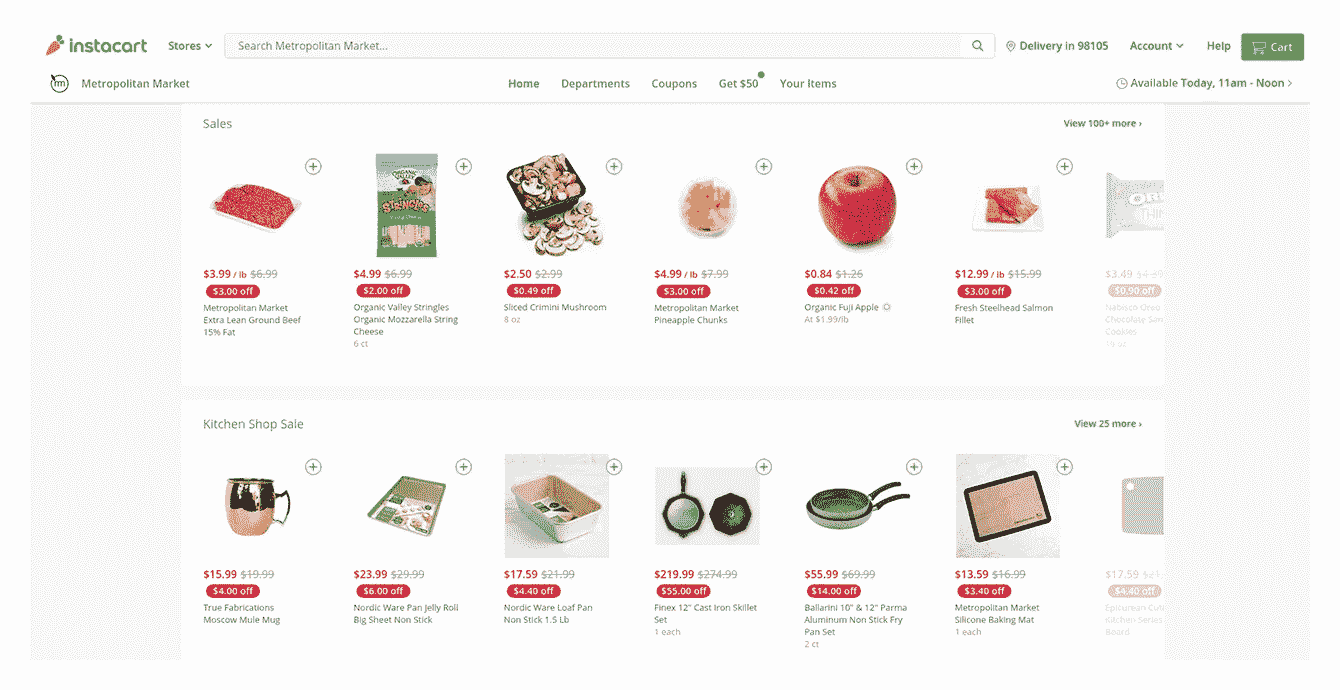 instacart
Stores
Search Metropolitan Market...
Delivery in 98105
Account
Help
Cart
Metropolitan Market
Home
Departments
Coupons
Get $50
Your Items
Available Today, 11am - Noon
Sales
View 100+ more ›
$3.99 / lb $6.99
$3.00 off
Metropolitan Market
Extra Lean Ground Beef
15% Fat
ORGANIC VALLEY
STRINGLES
$4.99 $6.99
$2.00 off
Organic Valley Stringles
Organic Mozzarella String
Cheese
6 ct
$2.50 $2.99
$0.49 off
Sliced Crimini Mushroom
8 oz
$4.99 / lb $7.99
$3.00 off
Metropolitan Market
Pineapple Chunks
$0.84 $1.26
$0.42 off
Organic Fuji Apple
At $1.99/lb
$12.99 / lb $15.99
$3.00 off
Fresh Steelhead Salmon
Fillet
$3.49
$0.90 off
Nabisco Oreo
Chocolate San
Cookies
Kitchen Shop Sale
View 25 more ›
$15.99 $19.99
$4.00 off
True Fabrications
Moscow Mule Mug
$23.99 $29.99
$6.00 off
Nordic Ware Pan Jelly Roll
Big Sheet Non Stick
$17.59 $21.99
$4.40 off
Nordic Ware Loaf Pan
Non Stick 1.5 Lb
$219.99 $274.99
$55.00 off
Finex 12" Cast Iron Skillet
Set
1 each
$55.99 $69.99
$14.00 off
Ballarini 10" & 12" Parma
Aluminum Non Stick Fry
Pan Set
2 ct
$13.59 $16.99
$3.40 off
Metropolitan Market
Silicone Baking Mat
1 each
$17.59
$4.40 off
Epicurean Cut
Kitchen Series
Board